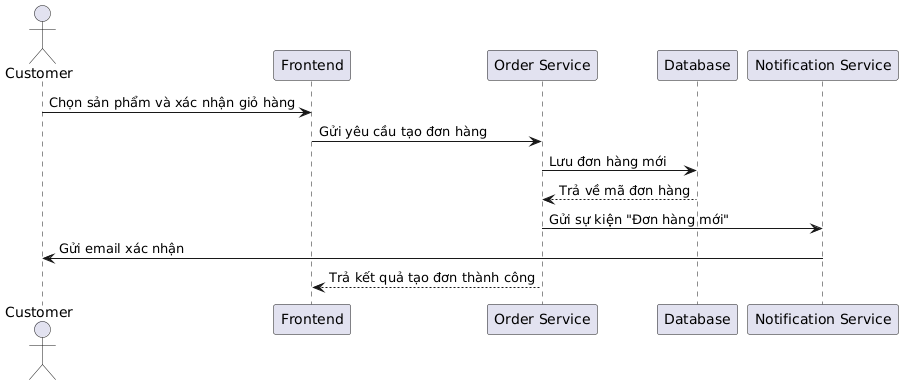 Customer
Frontend
Order Service
Database
Notification Service
Chọn sản phẩm và xác nhận giỏ hàng
Gửi yêu cầu tạo đơn hàng
Lưu đơn hàng mới
Trả về mã đơn hàng
Gửi sự kiện "Đơn hàng mới"
Gửi email xác nhận
Trả kết quả tạo đơn thành công
Customer
Frontend
Order Service
Database
Notification Service